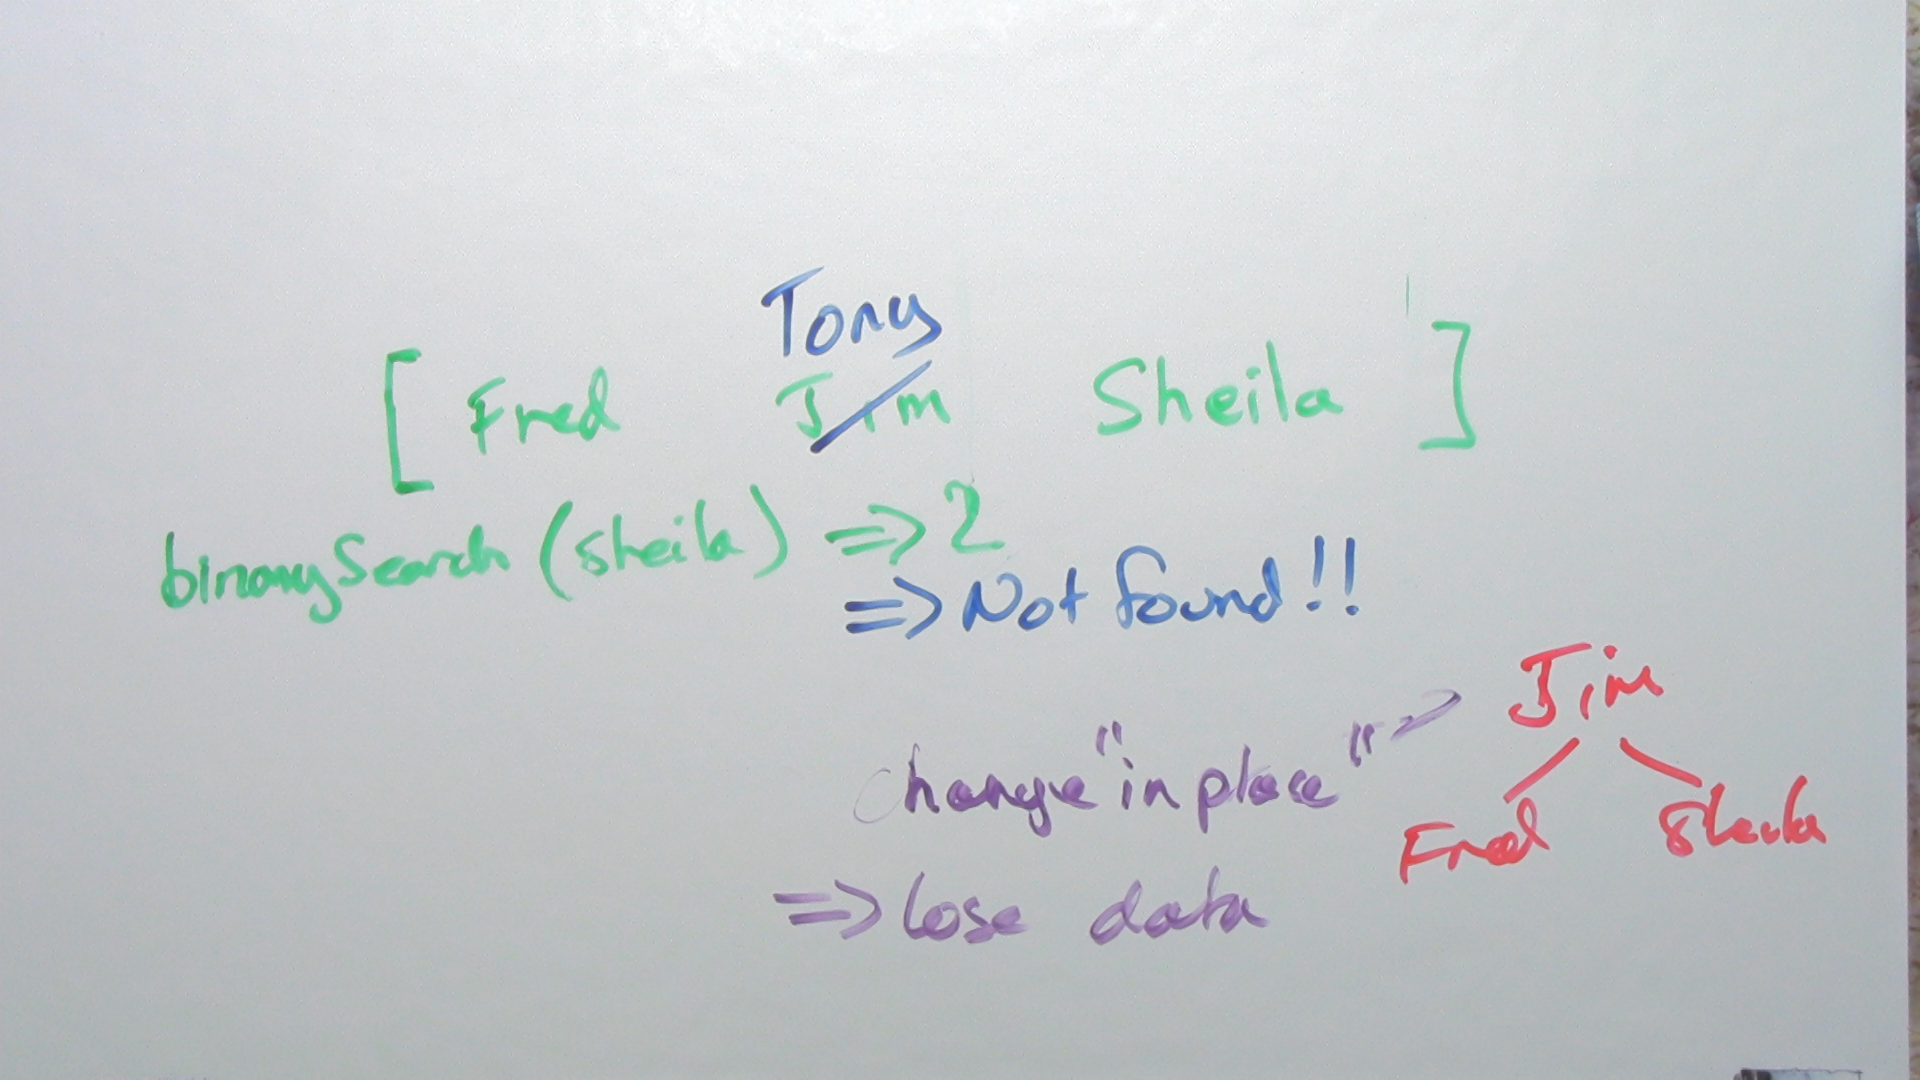 Tony
[ Fred Jim Sheila ]
binarySearch (Sheila) => 2
=> Not found!!
Jim
change "in place"
Fred Sheila
=> lose data